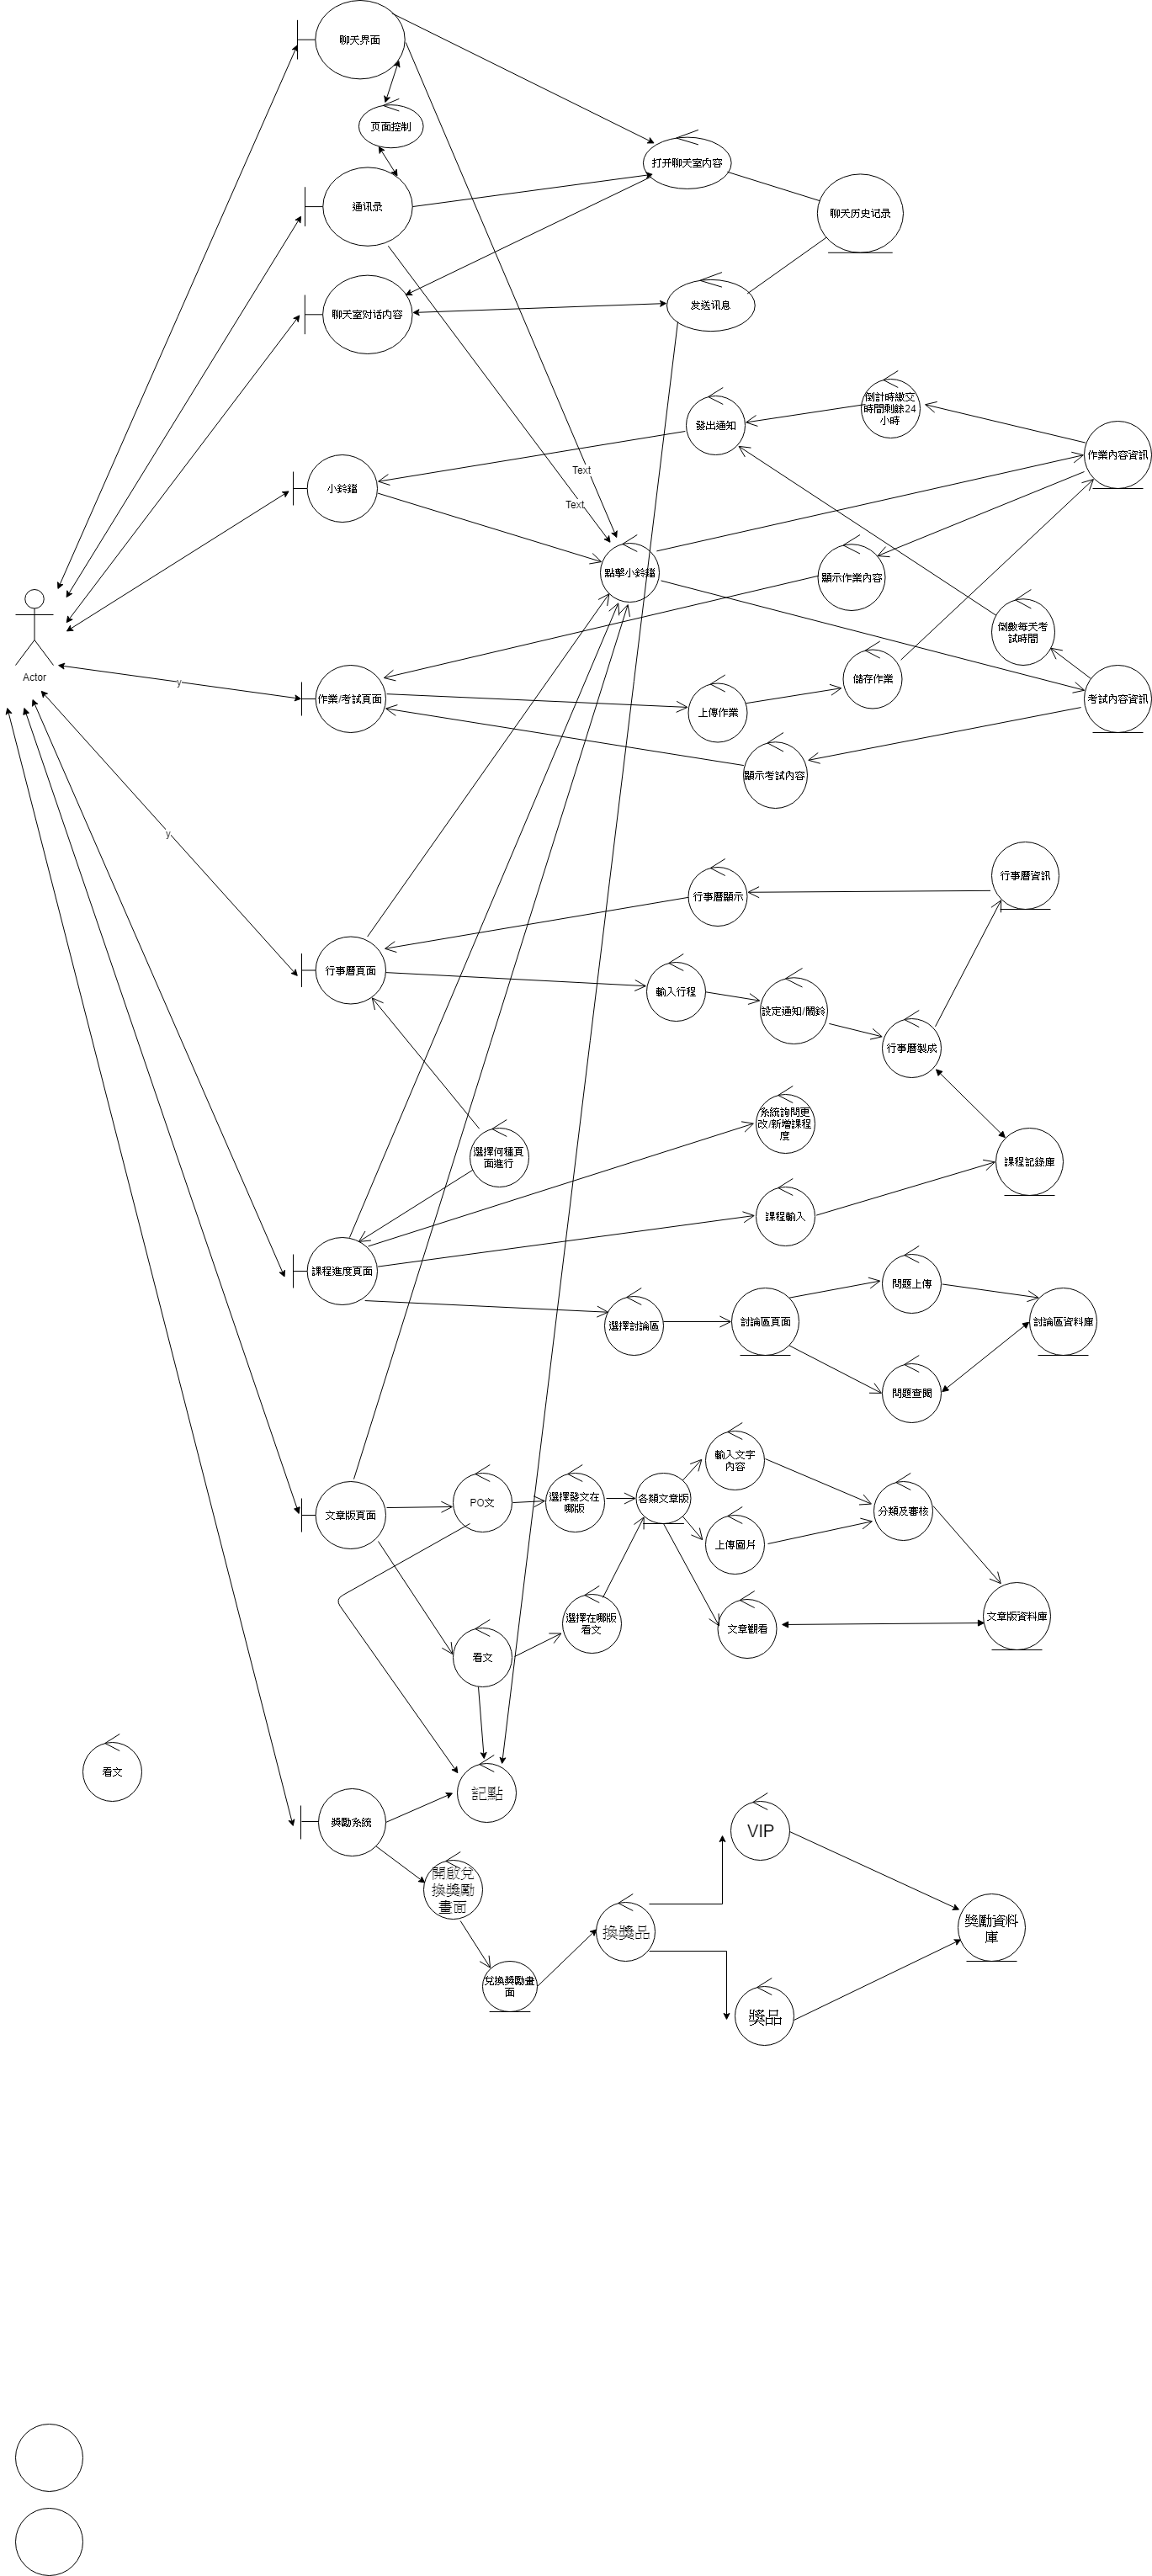 聊天界面
页面控制
打开聊天室内容
通讯录
聊天历史记录
聊天室对话内容
发送讯息
倒計時繳交
時間剩餘24
小時
發出通知
作業內容資訊
Text
小鈴鐺
Text
點擊小鈴鐺
顯示作業內容
倒數每天考
試時間
Actor
y
儲存作業
作業/考試頁面
上傳作業
考試內容資訊
顯示考試內容
y
行事曆資訊
行事曆顯示
行事曆頁面
輸入行程
設定通知/鬧鈴
行事曆製成
系統詢問更
改/新增課程
度
選擇何種頁
面進行
課程記錄庫
課程輸入
課程進度頁面
問題上傳
選擇討論區
討論區頁面
討論區資料庫
問題查閱
輸入文字
內容
PO文
選擇發文在
哪版
各類文章版
文章版頁面
分類及審核
上傳圖片
選擇在哪版
看文
文章觀看
文章版資料庫
看文
看文
記點
獎勵系統
VIP
開啟兌
換獎勵
畫面
換獎品
獎勵資料
庫
兌換獎勵畫
面
獎品